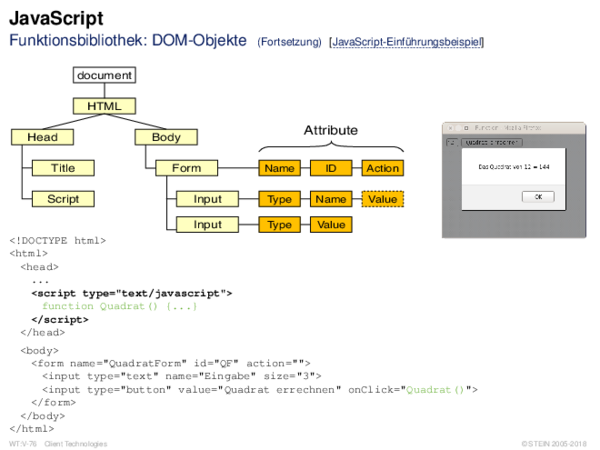 JavaScript
Funktionsbibliothek: DOM-Objekte (Fortsetzung) [JavaScript-Einführungsbeispiel]
document
HTML
Head Body Attribute
Title Form Name ID Action
Script Input Type Name Value
Input Type Value
Das Quadrat von 12 = 144
OK
<!DOCTYPE html>
<html>
<head>
...
<script type="text/javascript">
function Quadrat() {...}
</script>
</head>
<body>
<form name="QuadratForm" id="QF" action="">
<input type="text" name="Eingabe" size="3">
<input type="button" value="Quadrat errechnen" onClick="Quadrat()">
</form>
</body>
</html>
WT:V-76 Client Technologies © STEIN 2005-2018